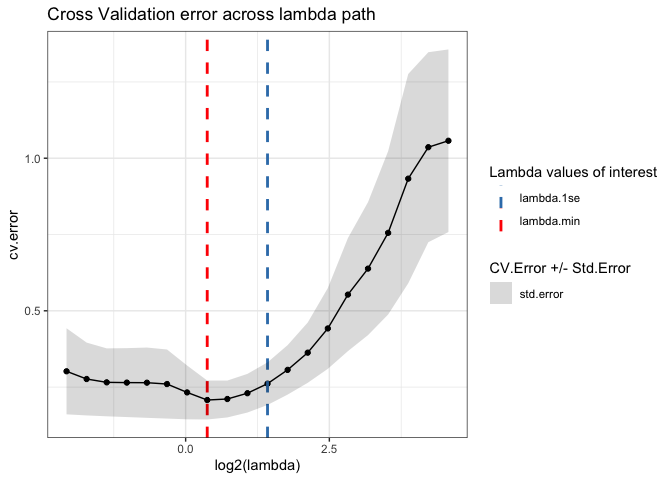 Cross Validation error across lambda path
cv.error
1.0
0.5
0.0
2.5
log2(lambda)
Lambda values of interest
lambda.1se
lambda.min
CV.Error +/- Std.Error
std.error